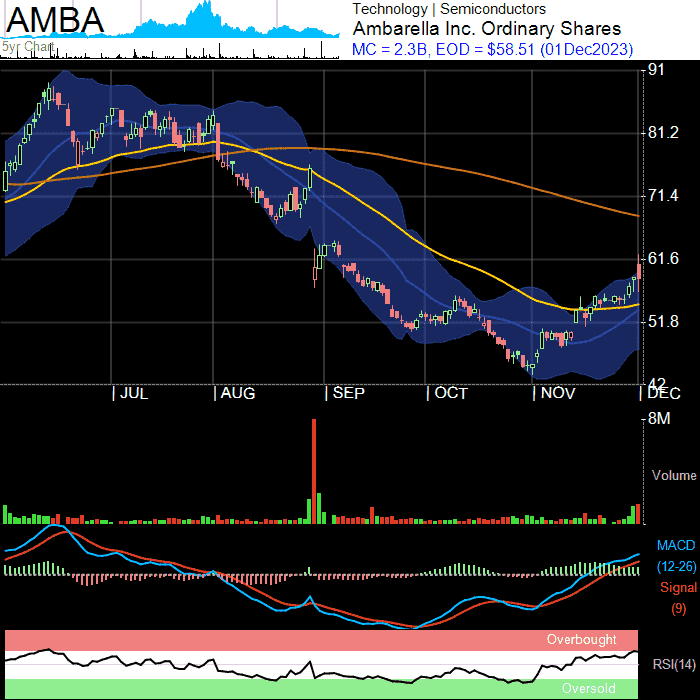 AMBA
5yr Chart
Technology | Semiconductors
Ambarella Inc. Ordinary Shares
MC = 2.3B, EOD = $58.51 (01Dec2023)
91
81.2
71.4
61.6
51.8
42
JUL AUG SEP OCT NOV DEC
8M
Volume
MACD
(12-26)
Signal
(9)
Overbought
RSI(14)
Oversold